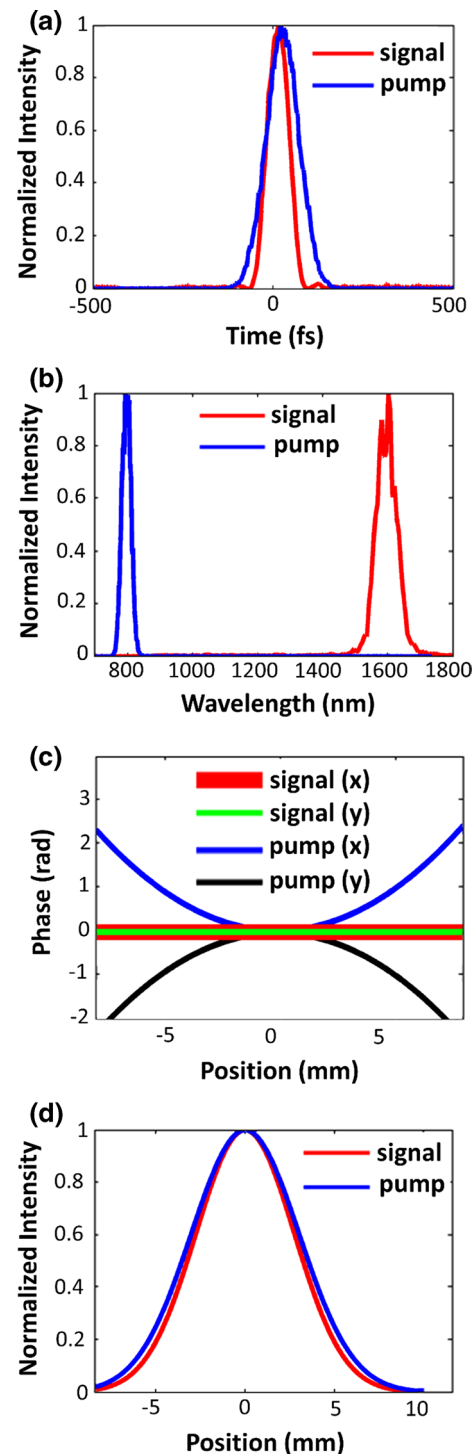 (a)
Normalized Intensity
1
0.8
0.6
0.4
0.2
0
signal
pump
-500
0
500
Time (fs)
(b)
Normalized Intensity
1
0.8
0.6
0.4
0.2
0
signal
pump
800
1000
1200
1400
1600
1800
Wavelength (nm)
(c)
Phase (rad)
3
2
1
0
-1
-2
signal (x)
signal (y)
pump (x)
pump (y)
-5
0
5
Position (mm)
(d)
Normalized Intensity
1
0.8
0.6
0.4
0.2
0
signal
pump
-5
0
5
10
Position (mm)